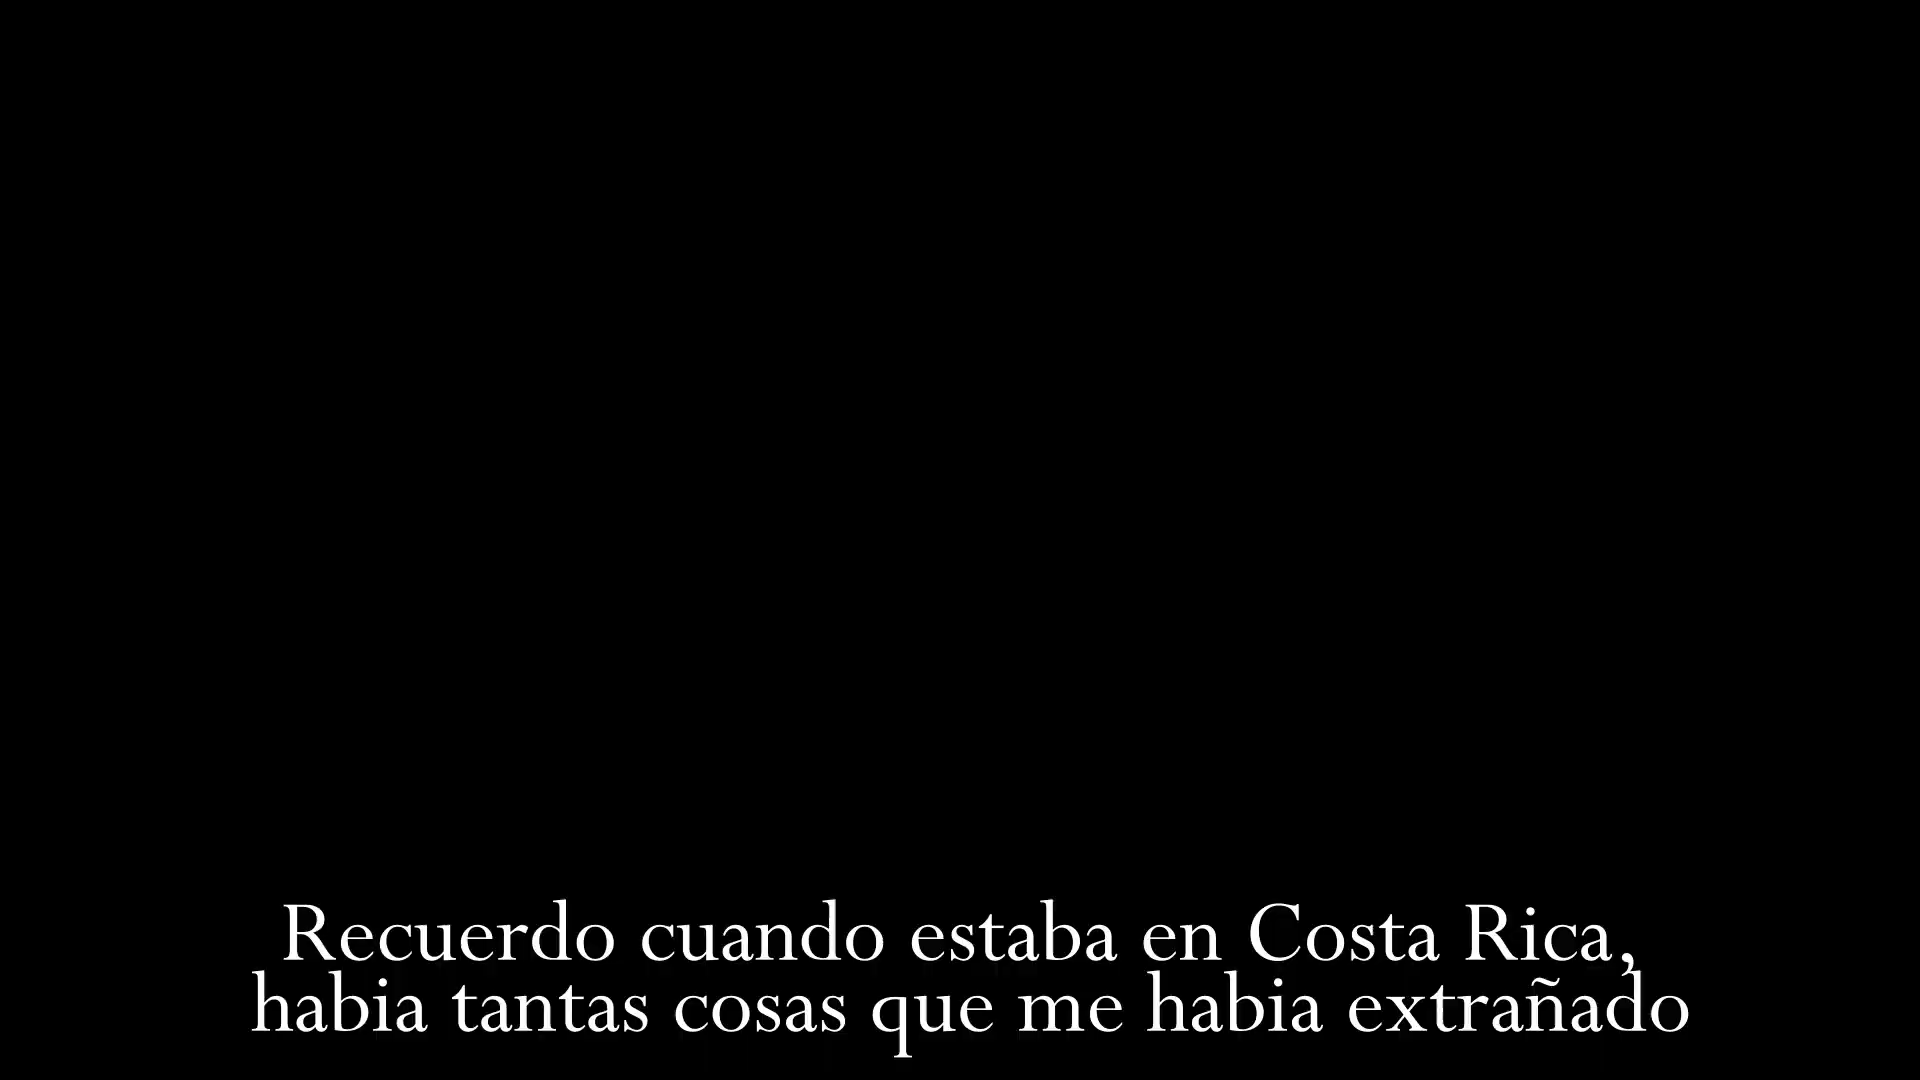 Recuerdo cuando estaba en Costa Rica,
habia tantas cosas que me habia extrañado